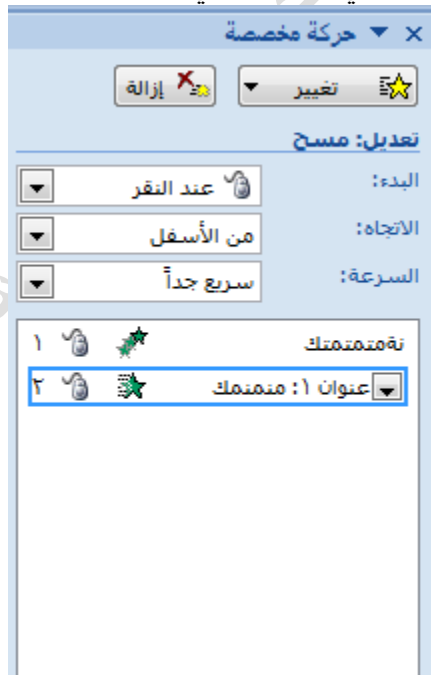 حركة مخصصة
تغيير إزالة
تعديل: مسح
البدء: عند النقر
الاتجاه: من الأسفل
السرعة: سريع جداً
نةمتمتمتك ١
عنوان ١: منمنمك ٢